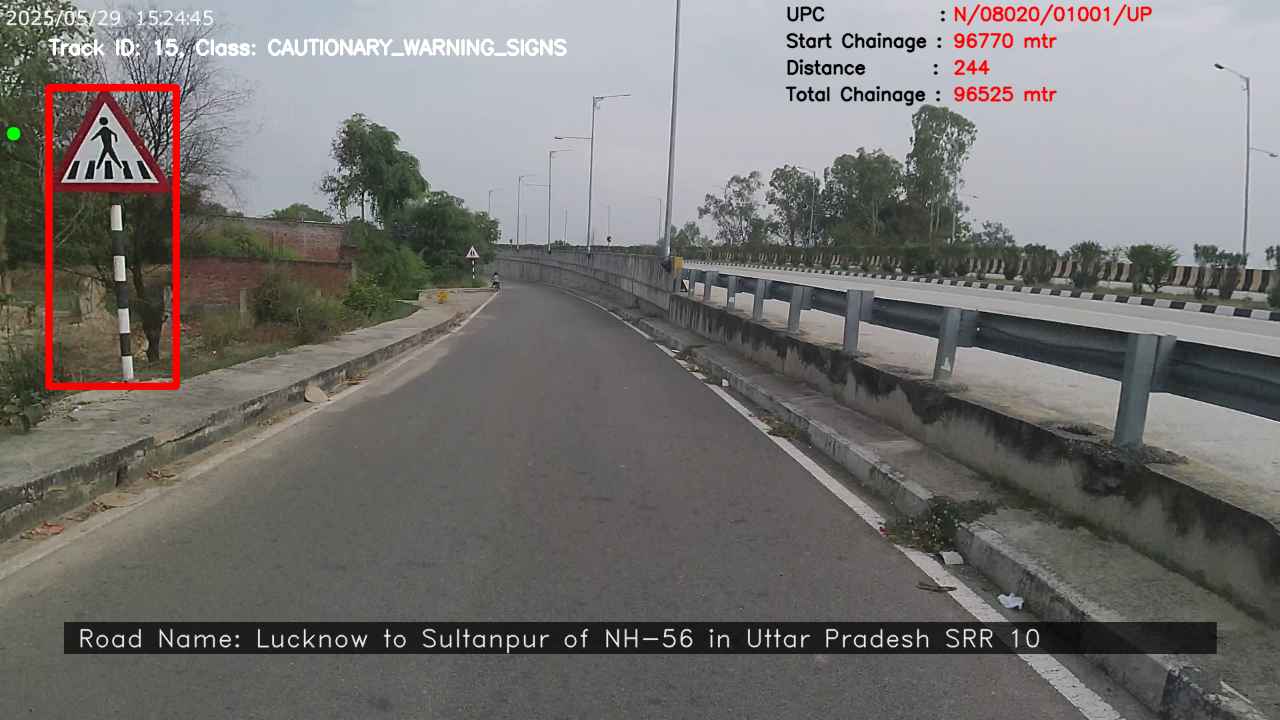 2025/05/29 15:24:45
Track ID: 15, Class: CAUTIONARY_WARNING_SIGNS
UPC : N/08020/01001/UP
Start Chainage : 96770 mtr
Distance : 244
Total Chainage : 96525 mtr
Road Name: Lucknow to Sultanpur of NH-56 in Uttar Pradesh SRR 10